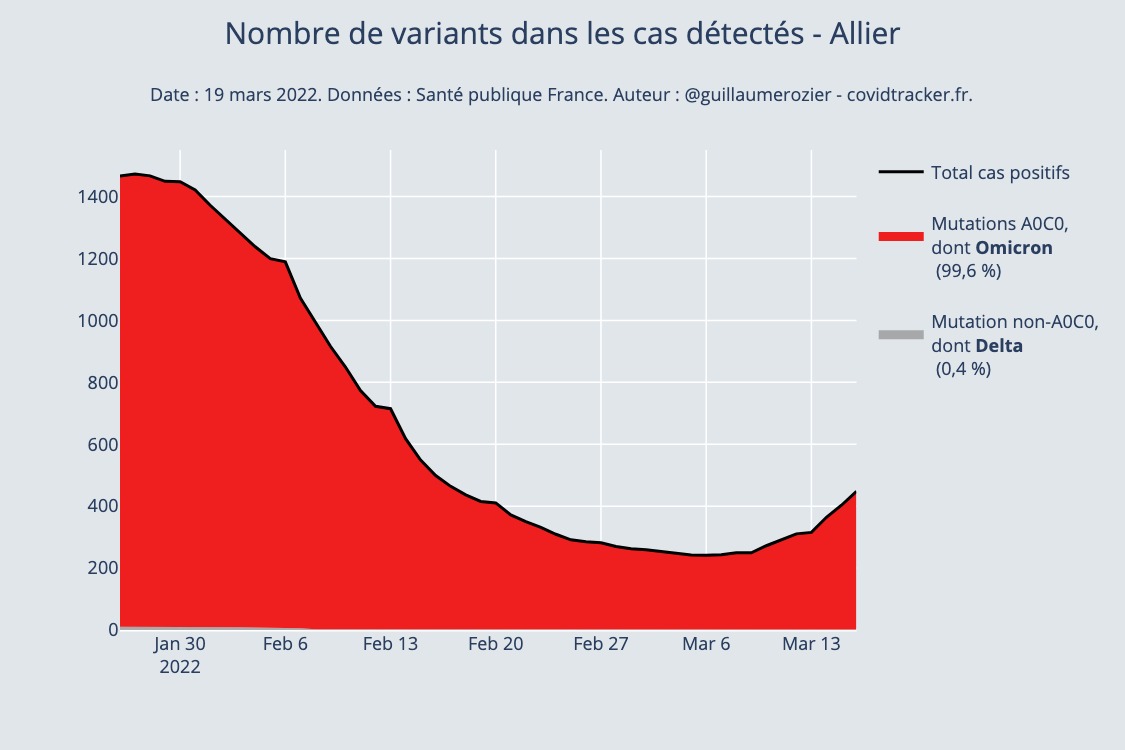 Nombre de variants dans les cas détectés - Allier
Date : 19 mars 2022. Données : Santé publique France. Auteur : @guillaumerozier - covidtracker.fr.
1400
1200
1000
800
600
400
200
0
Jan 30
2022
Feb 6
Feb 13
Feb 20
Feb 27
Mar 6
Mar 13
Total cas positifs
Mutations A0C0,
dont Omicron
(99,6 %)
Mutation non-A0C0,
dont Delta
(0,4 %)